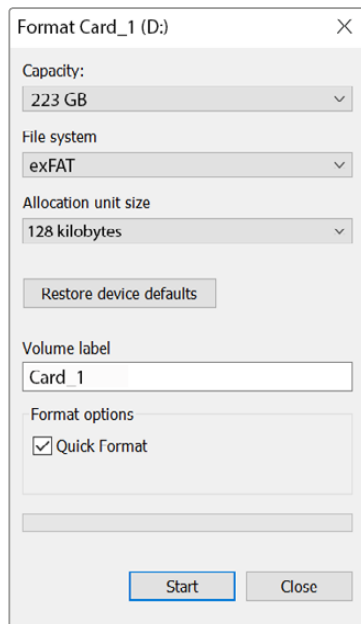 Format Card_1 (D:)
Capacity:
223 GB
File system
exFAT
Allocation unit size
128 kilobytes
Restore device defaults
Volume label
Card_1
Format options
Quick Format
Start Close